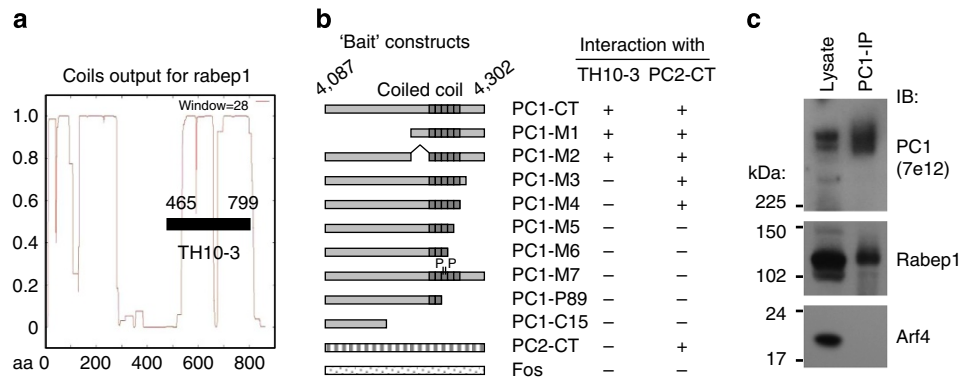 a
Coils output for rabep1
Window=28
1.0
0.8
0.6
0.4
0.2
0
465 799
TH10-3
aa 0 200 400 600 800
b
'Bait' constructs
4,087 4,302
Coiled coil
Interaction with
TH10-3 PC2-CT
PC1-CT + +
PC1-M1 + +
PC1-M2 + +
PC1-M3 – +
PC1-M4 – +
PC1-M5 – –
PC1-M6 – –
P P
PC1-M7 – –
PC1-P89 – –
PC1-C15 – –
PC2-CT – +
Fos – –
c
Lysate
PC1-IP
IB:
PC1
(7e12)
kDa:
225
150
Rabep1
102
24
Arf4
17